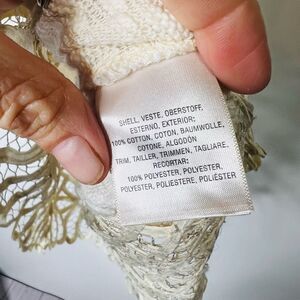 SHELL, VESTE, OBERSTOFF,
ESTERNO, EXTERIOR:
100% COTTON, COTON, BAUMWOLLE,
COTONE, ALGODÓN
TRIM, TAILLER, TRIMMEN, TAGLIARE,
RECORTAR:
100% POLYESTER, POLYESTER,
POLYESTER, POLIESTERE, POLIÉSTER